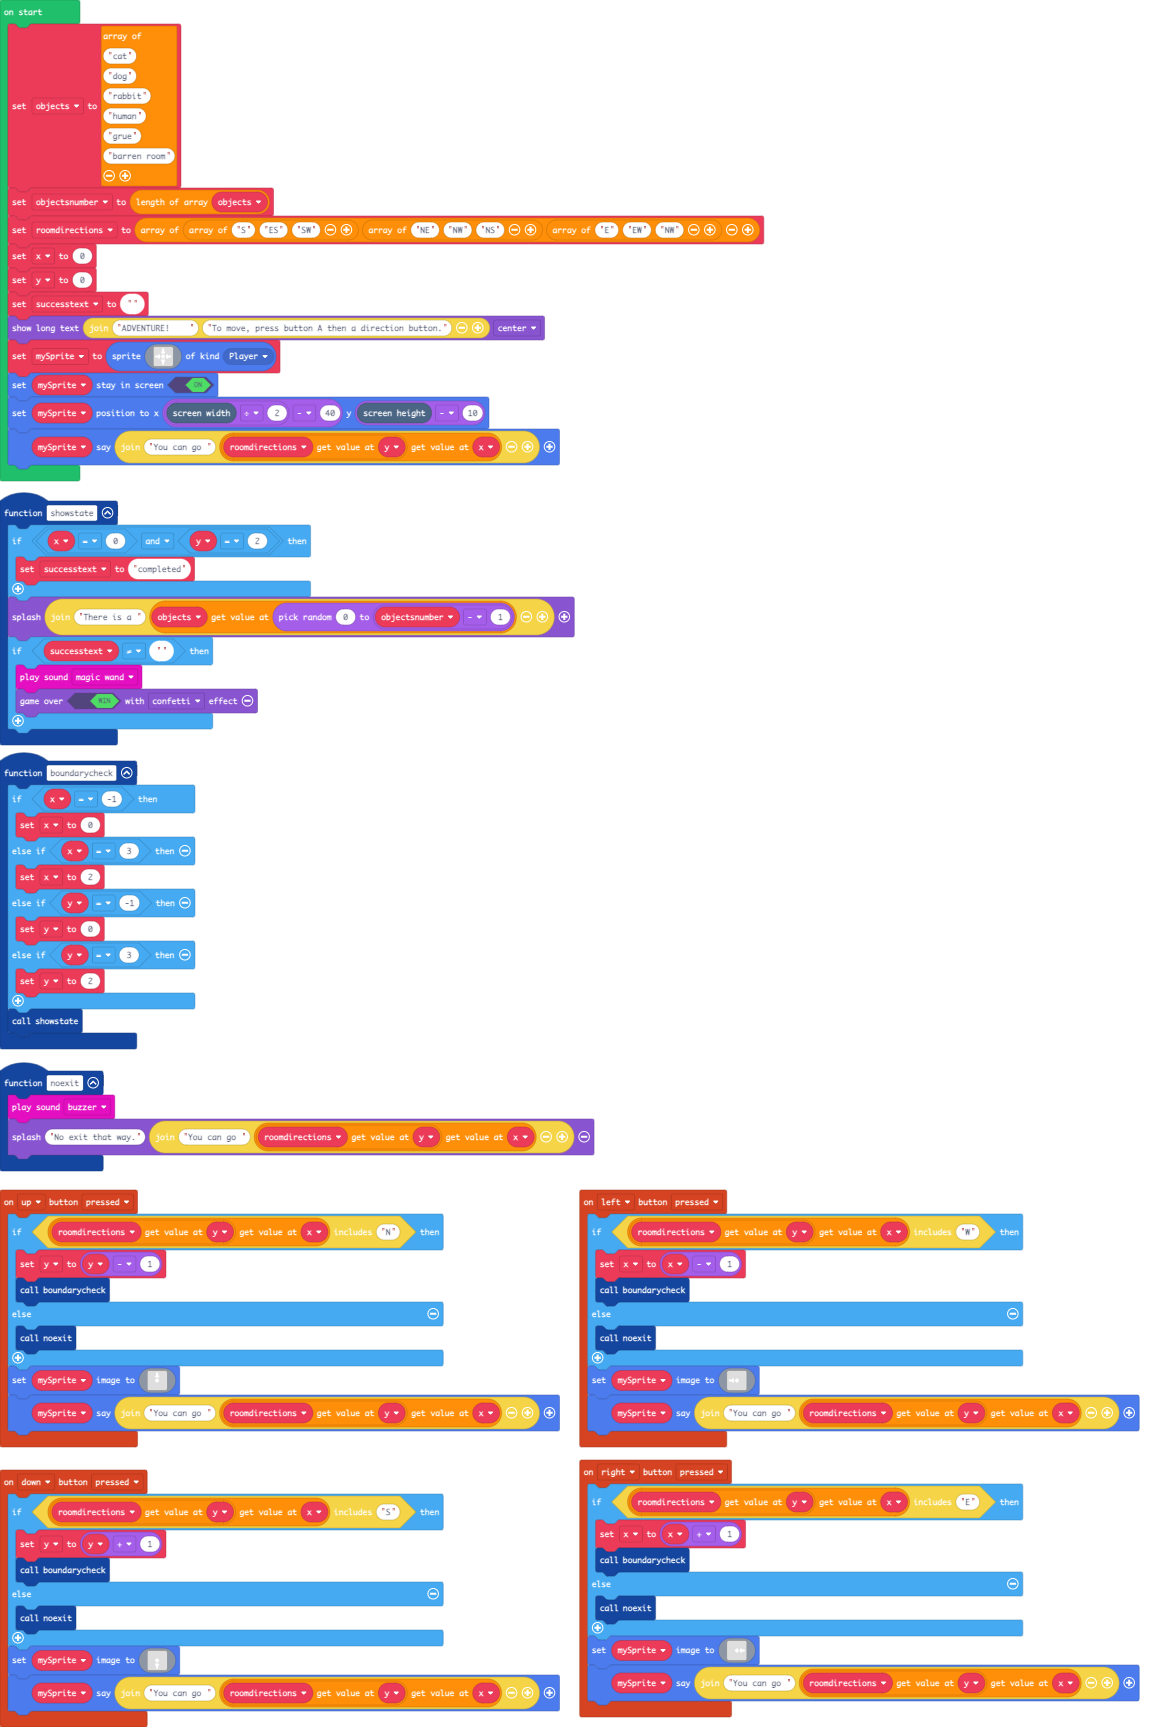 on start
array of
"cat"
"dog"
"rabbit"
set objects to
"human"
"grue"
"barren room"
set objectsnumber to length of array objects
set roomdirections to array of array of "S" "ES" "SW" array of "NE" "NW" "NS" array of "E" "EW" "NW"
set x to 0
set y to 0
set successtext to ""
show long text join "ADVENTURE! " "To move, press button A then a direction button." center
set mySprite to sprite of kind Player
set mySprite stay in screen ON
set mySprite position to x screen width ÷ 2 - 40 y screen height - 10
mySprite say join "You can go " roomdirections get value at y get value at x
function showstate
if x = 0 and y = 2 then
set successtext to "completed"
splash join "There is a " objects get value at pick random 0 to objectsnumber - 1
if successtext ≠ "" then
play sound magic wand
game over WIN with confetti effect
function boundarycheck
if x = -1 then
set x to 0
else if x = 3 then
set x to 2
else if y = -1 then
set y to 0
else if y = 3 then
set y to 2
call showstate
function noexit
play sound buzzer
splash "No exit that way." join "You can go " roomdirections get value at y get value at x
on up button pressed
if roomdirections get value at y get value at x includes "N" then
set y to y - 1
call boundarycheck
else
call noexit
set mySprite image to
mySprite say join "You can go " roomdirections get value at y get value at x
on left button pressed
if roomdirections get value at y get value at x includes "W" then
set x to x - 1
call boundarycheck
else
call noexit
set mySprite image to
mySprite say join "You can go " roomdirections get value at y get value at x
on down button pressed
if roomdirections get value at y get value at x includes "S" then
set y to y + 1
call boundarycheck
else
call noexit
set mySprite image to
mySprite say join "You can go " roomdirections get value at y get value at x
on right button pressed
if roomdirections get value at y get value at x includes "E" then
set x to x + 1
call boundarycheck
else
call noexit
set mySprite image to
mySprite say join "You can go " roomdirections get value at y get value at x